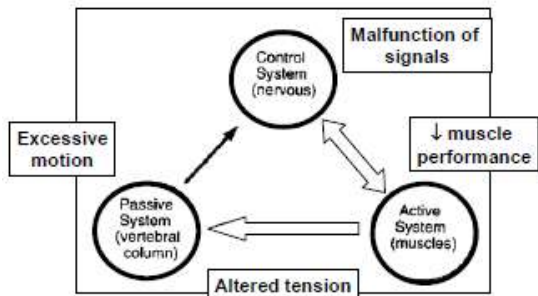 Malfunction of
signals
Control
System
(nervous)
Excessive
motion
↓ muscle
performance
Passive
System
(vertebral
column)
Active
System
(muscles)
Altered tension